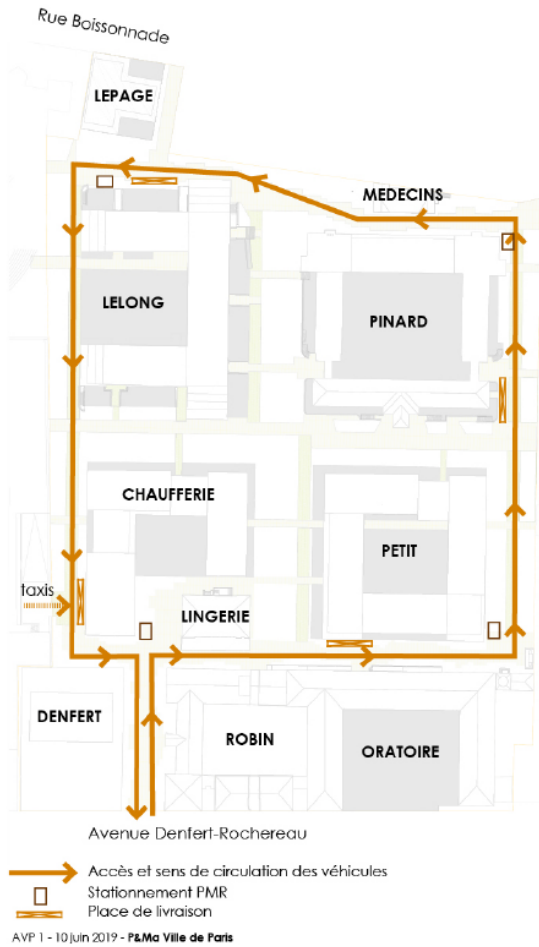 Rue Boissonnade
LEPAGE
MEDECINS
LELONG
PINARD
CHAUFFERIE
PETIT
taxis
LINGERIE
DENFERT
ROBIN
ORATOIRE
Avenue Denfert-Rochereau
Accès et sens de circulation des véhicules
Stationnement PMR
Place de livraison
AVP 1 - 10 juin 2019 - P&Ma Ville de Paris